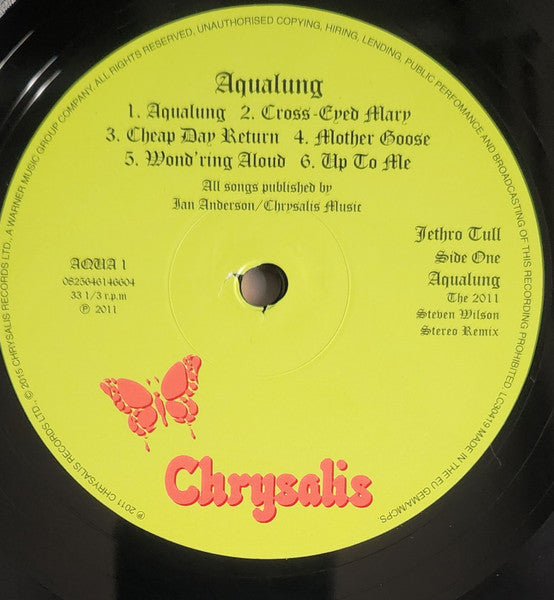 Aqualung
1. Aqualung 2. Cross-Eyed Mary
3. Cheap Day Return 4. Mother Goose
5. Wond'ring Aloud 6. Up To Me
All songs published by
Ian Anderson/Chrysalis Music
AQUA 1
0825646146604
33 1/3 r.p.m
℗ 2011
Jethro Tull
Side One
Aqualung
The 2011
Steven Wilson
Stereo Remix
Chrysalis
℗ 2011 CHRYSALIS RECORDS LTD., © 2015 CHRYSALIS RECORDS LTD. A WARNER MUSIC GROUP COMPANY. ALL RIGHTS RESERVED, UNAUTHORISED COPYING, HIRING, LENDING, PUBLIC PERFOMANCE AND BROADCASTING OF THIS RECORDING PROHIBITED. LC30419 MADE IN THE EU GEMA/MCPS.